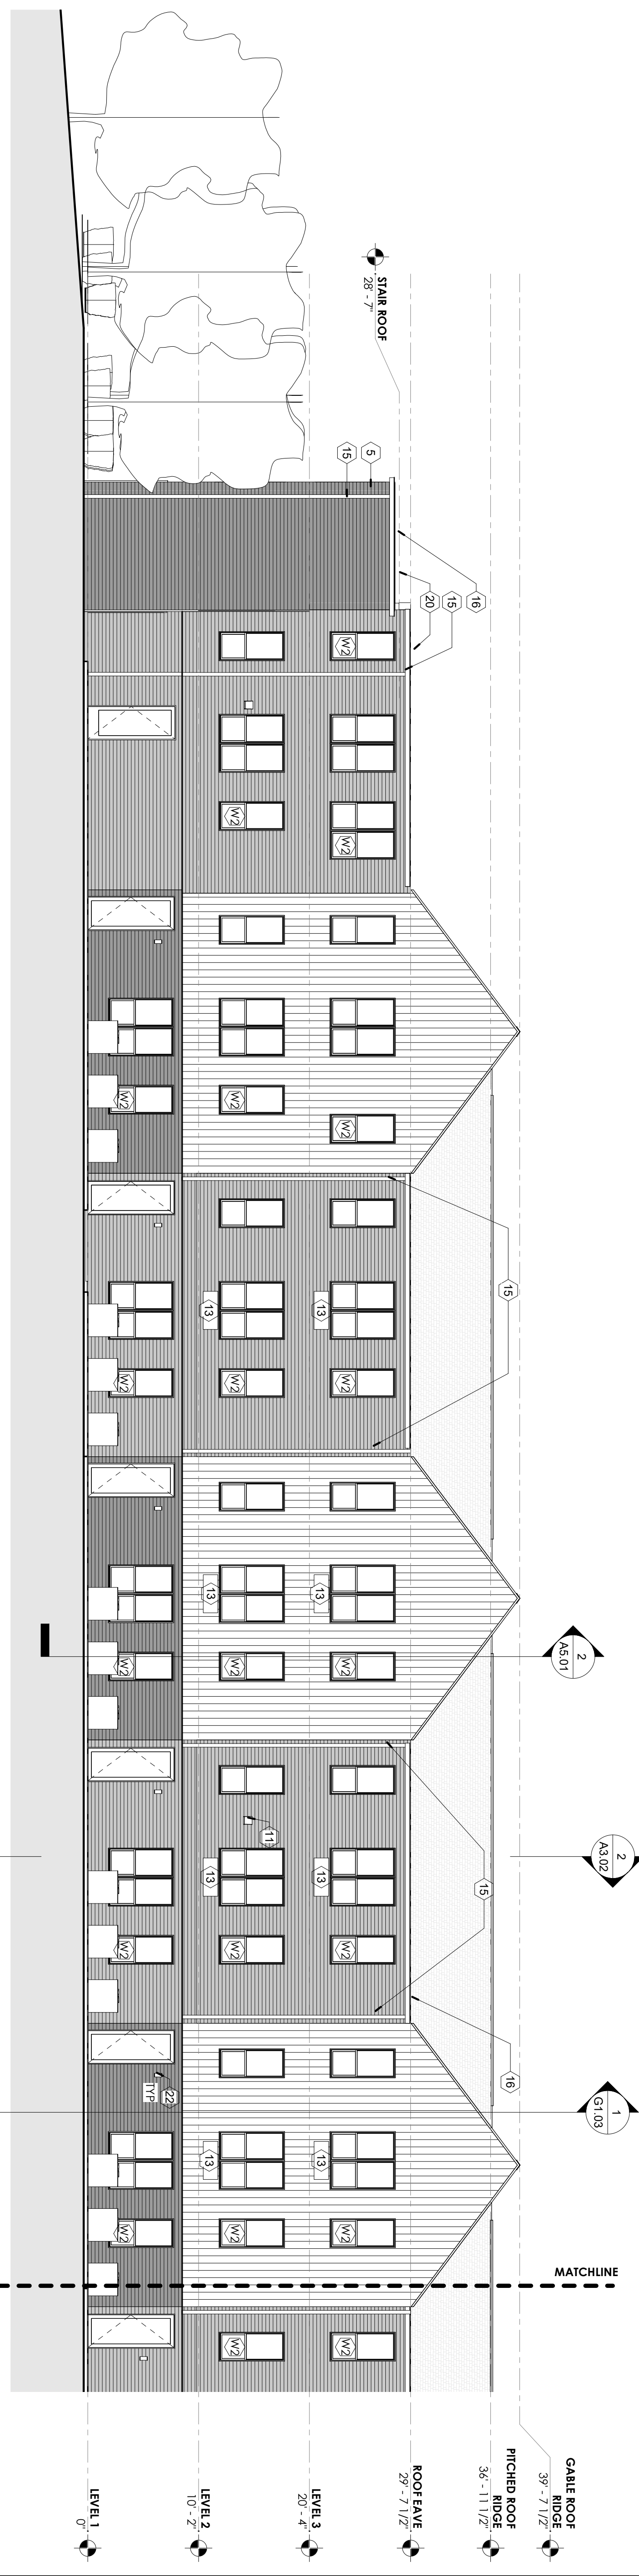 MATCHLINE
2
A5.01
2
A3.02
1
G1.03
GABLE ROOF
RIDGE
39' - 7 1/2"
PITCHED ROOF
RIDGE
36' - 11 1/2"
15
15
16
16
15
20
STAIR ROOF
28' - 7"
5
15
ROOF EAVE
29' - 7 1/2"
W2
W2
W2
W2
W2
W2
W2
W2
13
13
13
13
LEVEL 3
20' - 4"
11
W2
W2
W2
W2
W2
W2
W2
13
13
13
13
LEVEL 2
10' - 2"
22
TYP
W2
W2
W2
W2
W2
LEVEL 1
0"